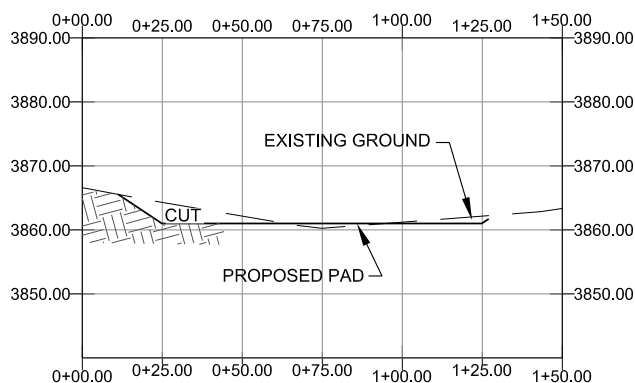 0+00.00 0+25.00 0+50.00 0+75.00 1+00.00 1+25.00 1+50.00
3890.00 3890.00
3880.00 3880.00
EXISTING GROUND
3870.00 3870.00
CUT
3860.00 3860.00
PROPOSED PAD
3850.00 3850.00
0+00.00 0+25.00 0+50.00 0+75.00 1+00.00 1+25.00 1+50.00